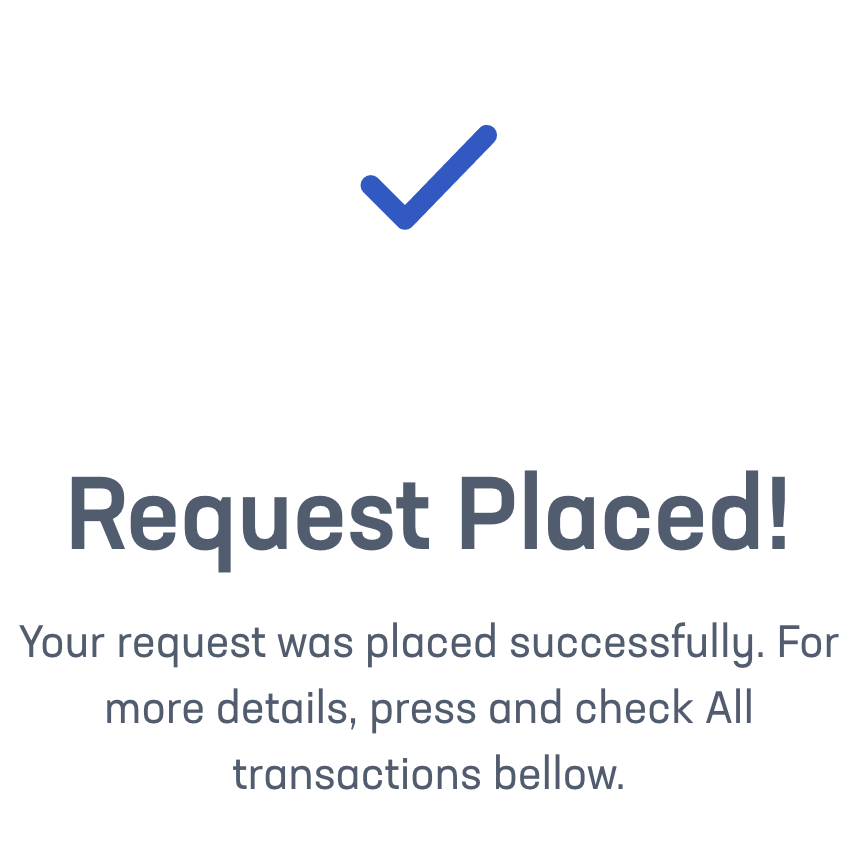 Request Placed!
Your request was placed successfully. For
more details, press and check All
transactions bellow.